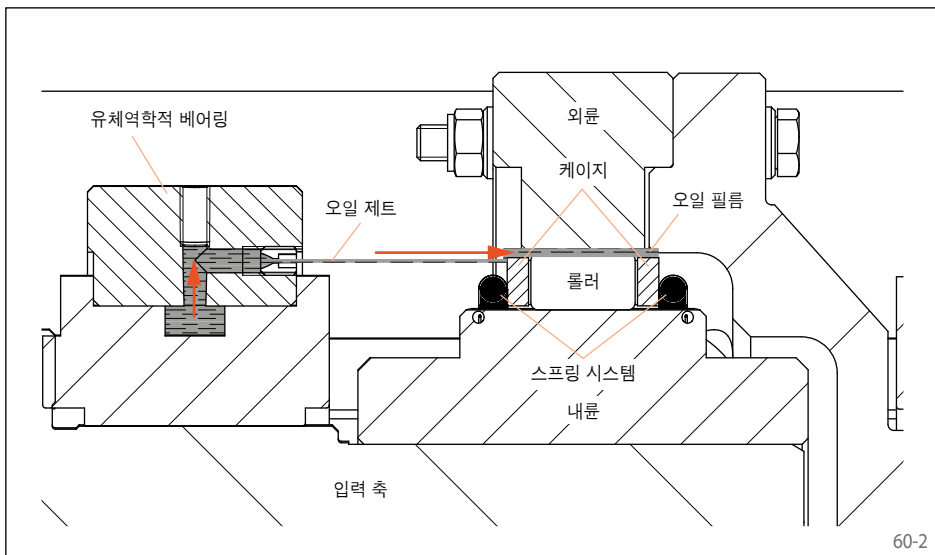 유체역학적 베어링
외륜
케이지
오일 제트
오일 필름
롤러
스프링 시스템
내륜
입력 축
60-2